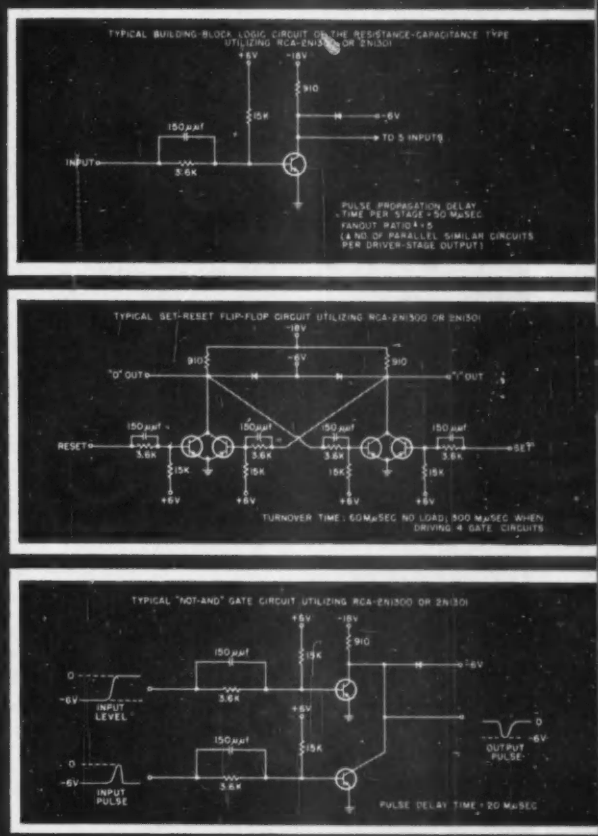 TYPICAL BUILDING-BLOCK LOGIC CIRCUIT OF THE RESISTANCE-CAPACITANCE TYPE
UTILIZING RCA-2N1300 OR 2N1301
+6V
-18V
910
15K
-6V
150μμf
TO 5 INPUTS
INPUT
3.6K
PULSE PROPAGATION DELAY
TIME PER STAGE = 50 MμSEC
FANOUT RATIO = 5
(A NO OF PARALLEL SIMILAR CIRCUITS
PER DRIVER-STAGE OUTPUT)
TYPICAL SET-RESET FLIP-FLOP CIRCUIT UTILIZING RCA-2N1300 OR 2N1301
-18V
-6V
910
910
"0" OUT
"1" OUT
150μμf
150μμf
150μμf
150μμf
RESET
SET
3.6K
3.6K
3.6K
3.6K
15K
15K
15K
15K
+6V
+6V
+6V
+6V
TURNOVER TIME: 60MμSEC NO LOAD; 300 MμSEC WHEN
DRIVING 4 GATE CIRCUITS
TYPICAL "NOT-AND" GATE CIRCUIT UTILIZING RCA-2N1300 OR 2N1301
+6V
-18V
910
150μμf
15K
-6V
0
-6V
INPUT
LEVEL
3.6K
+6V
150μμf
15K
0
-6V
OUTPUT
PULSE
0
-6V
INPUT
PULSE
3.6K
PULSE DELAY TIME = 20 MμSEC